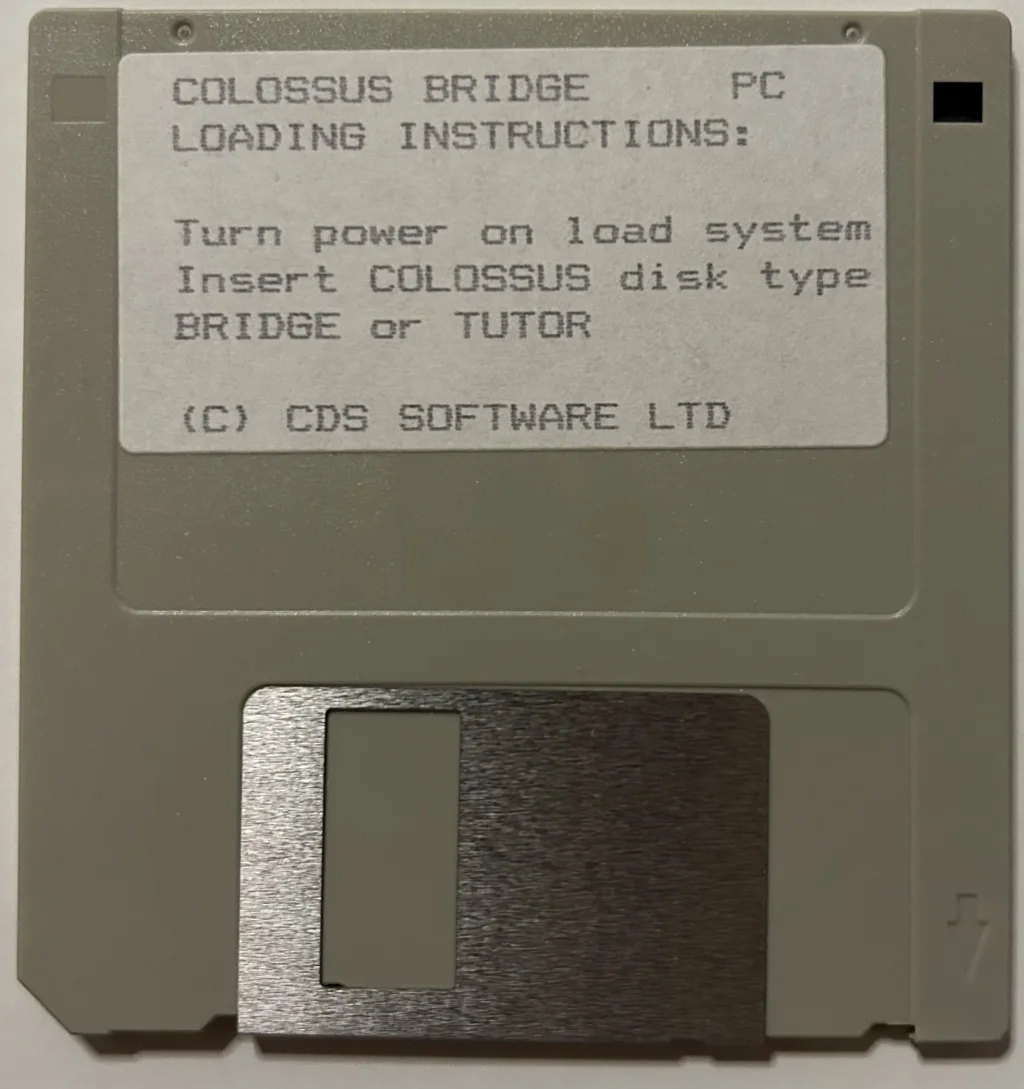 COLOSSUS BRIDGE PC
LOADING INSTRUCTIONS:
Turn power on load system
Insert COLOSSUS disk type
BRIDGE or TUTOR
(C) CDS SOFTWARE LTD